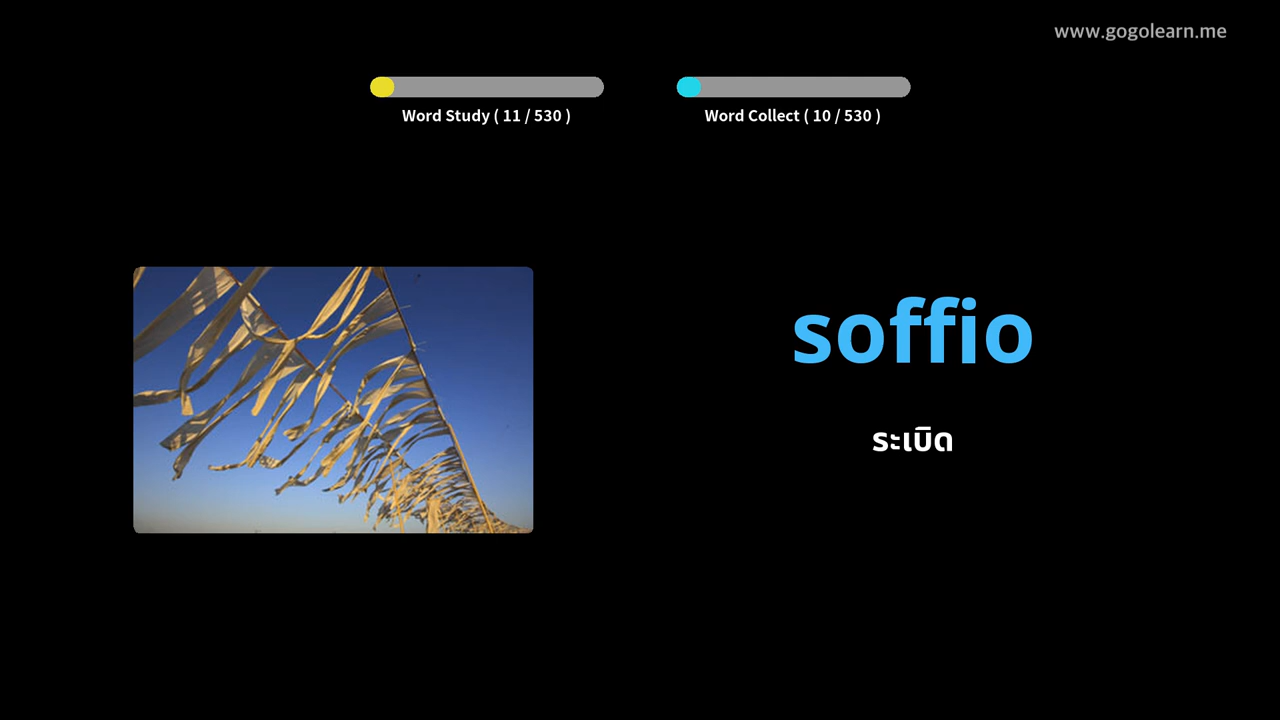 www.gogolearn.me
Word Study ( 11 / 530 )
Word Collect ( 10 / 530 )
soffio
ระเบิด